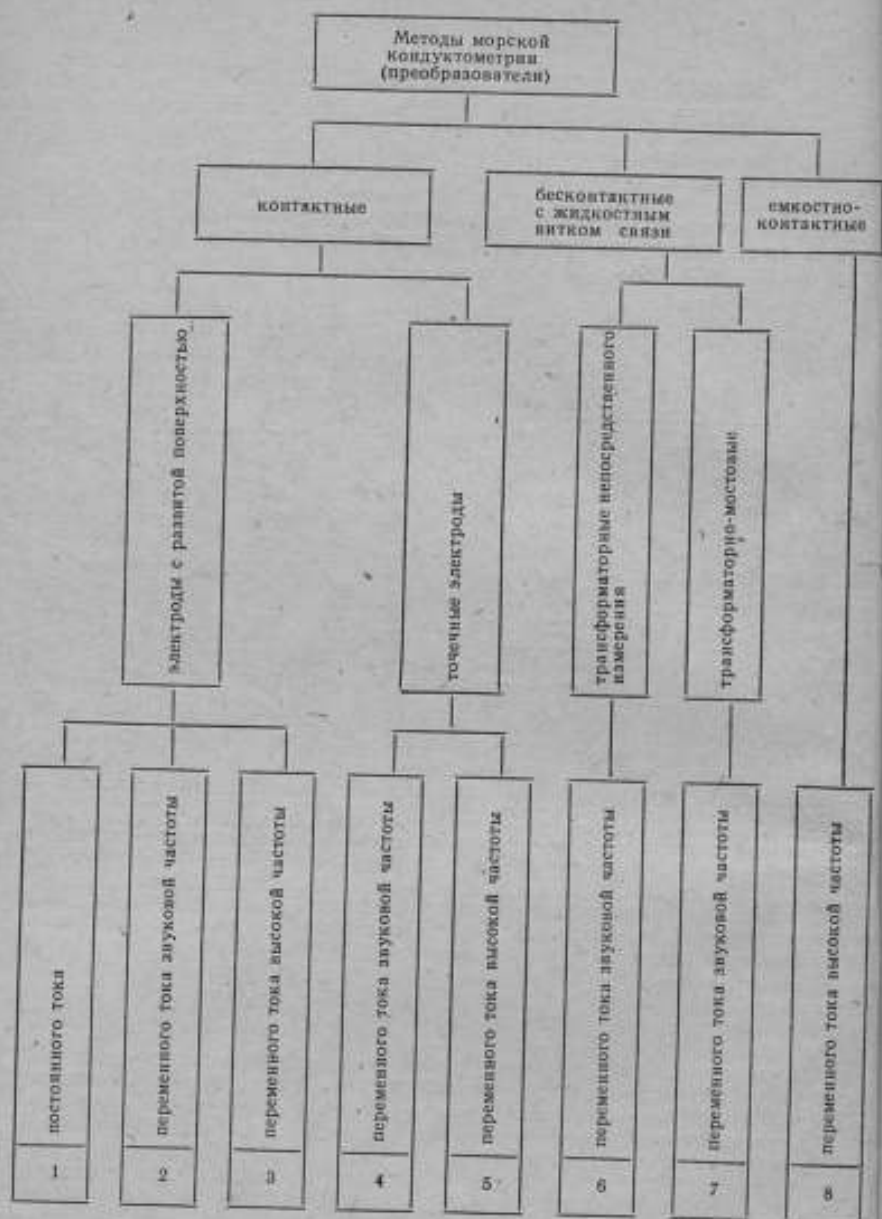 Методы морской
кондуктометрии
(преобразователи)
контактные
бесконтактные
с жидкостным
витком связи
емкостно-
контактные
электроды с развитой поверхностью
точечные электроды
трансформаторные непосредственного
измерения
трансформаторно-мостовые
постоянного тока
переменного тока звуковой частоты
переменного тока высокой частоты
переменного тока звуковой частоты
переменного тока высокой частоты
переменного тока звуковой частоты
переменного тока звуковой частоты
переменного тока высокой частоты
1
2
3
4
5
6
7
8